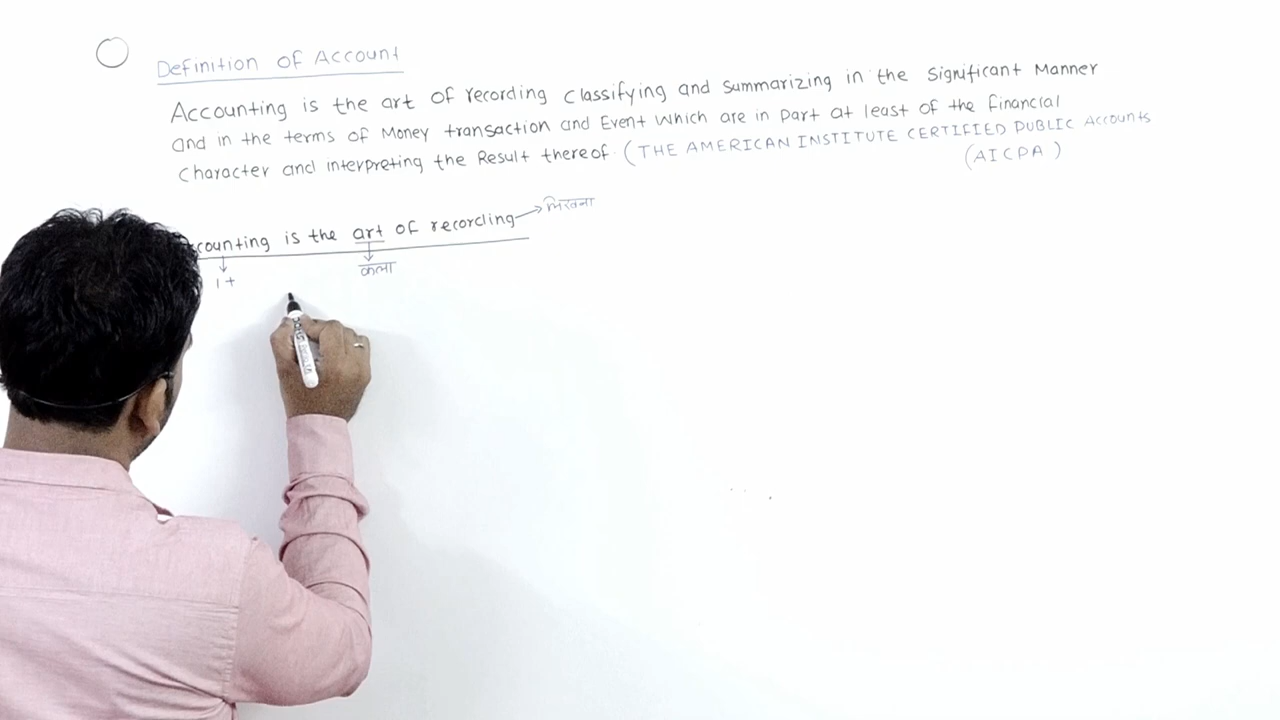 Definition of Account
Accounting is the art of recording classifying and summarizing in the significant Manner
and in the terms of Money transaction and Event which are in Part at least of the financial
character and interpreting the Result thereof (THE AMERICAN INSTITUTE CERTIFIED PUBLIC Accounts
(AICPA)
counting is the art of recording → लिखना
1+
कला